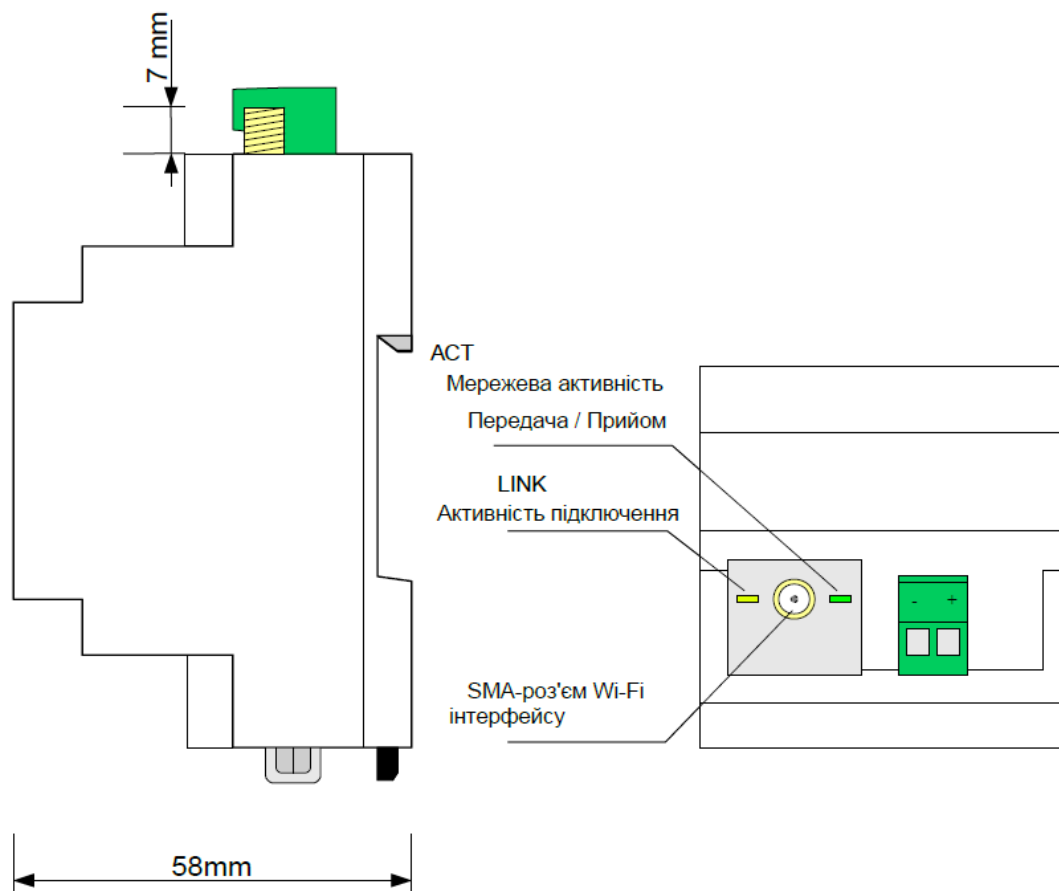 7 mm
ACT
Мережева активність
Передача / Прийом
LINK
Активність підключення
- +
SMA-роз'єм Wi-Fi
інтерфейсу
58mm